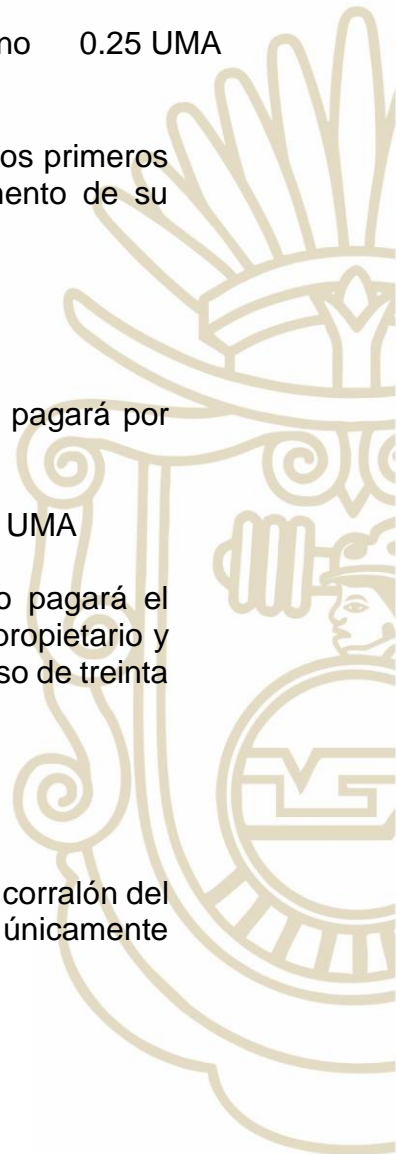 no 0.25 UMA
os primeros
ento de su
pagará por
UMA
o pagará el
propietario y
so de treinta
corralón del
únicamente